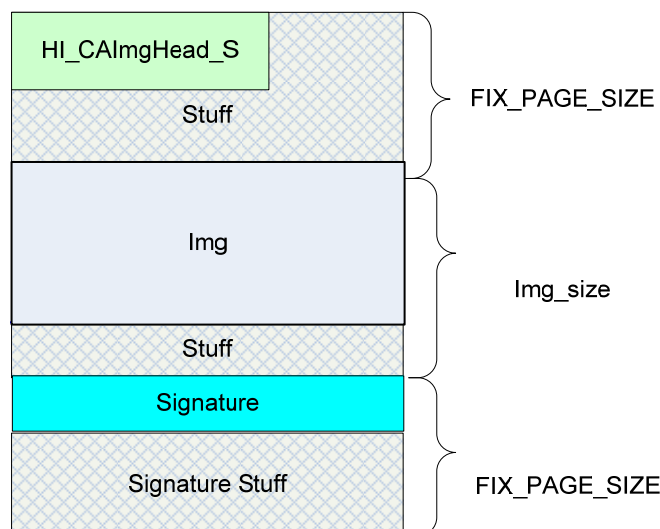 HI_CAImgHead_S
FIX_PAGE_SIZE
Stuff
Img
Img_size
Stuff
Signature
Signature Stuff
FIX_PAGE_SIZE